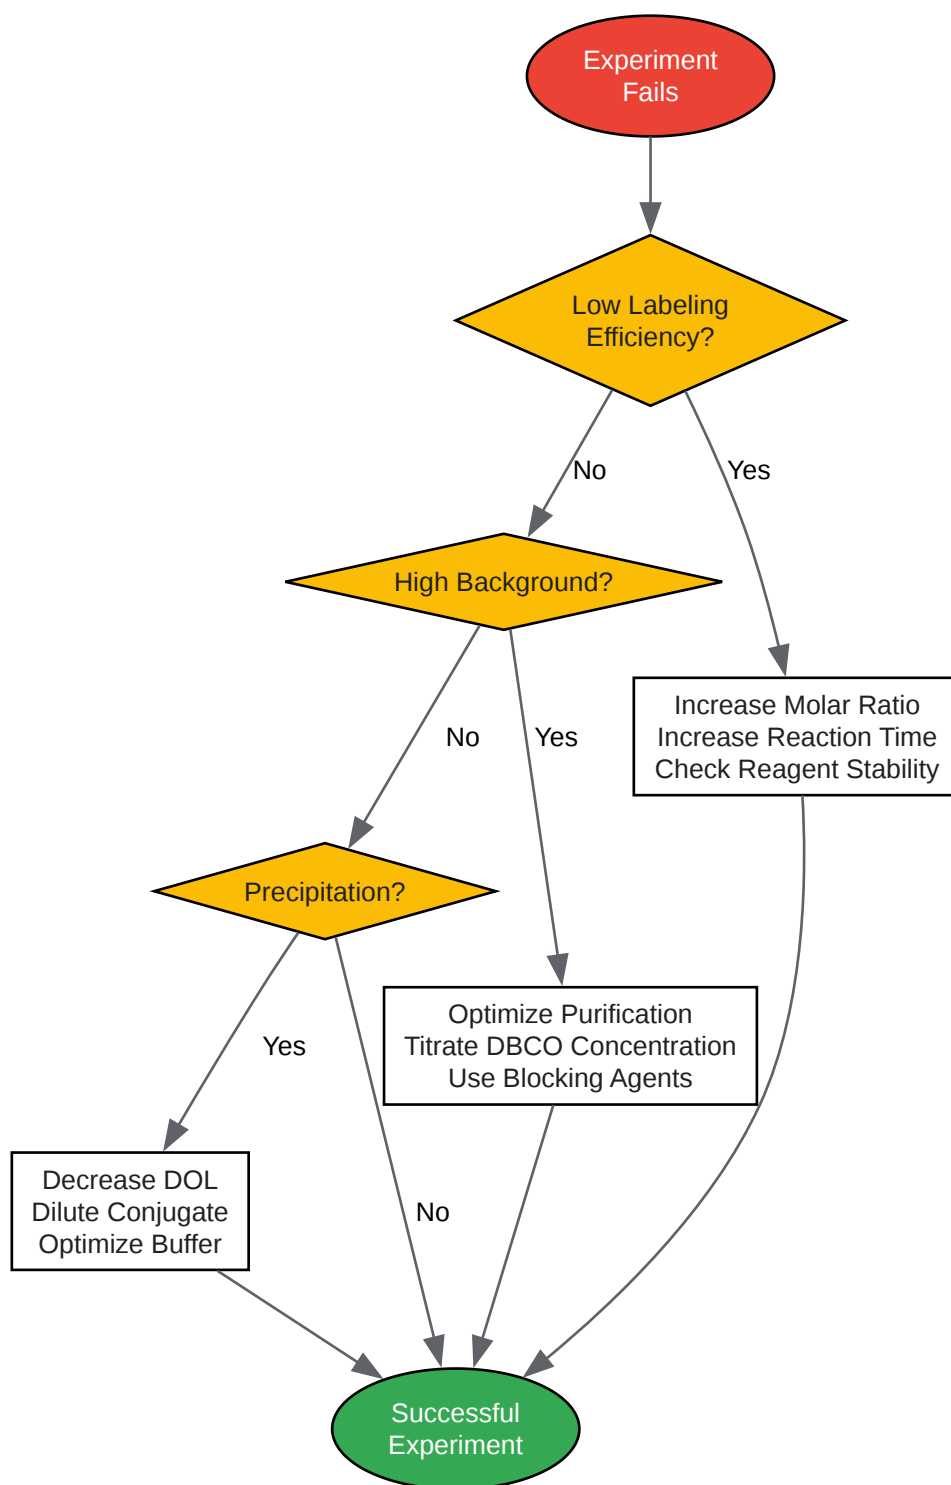 Experiment
Fails
Low Labeling
Efficiency?
No
Yes
High Background?
Increase Molar Ratio
Increase Reaction Time
Check Reagent Stability
No
Yes
Precipitation?
Optimize Purification
Titrate DBCO Concentration
Use Blocking Agents
Yes
Decrease DOL
Dilute Conjugate
Optimize Buffer
No
Successful
Experiment